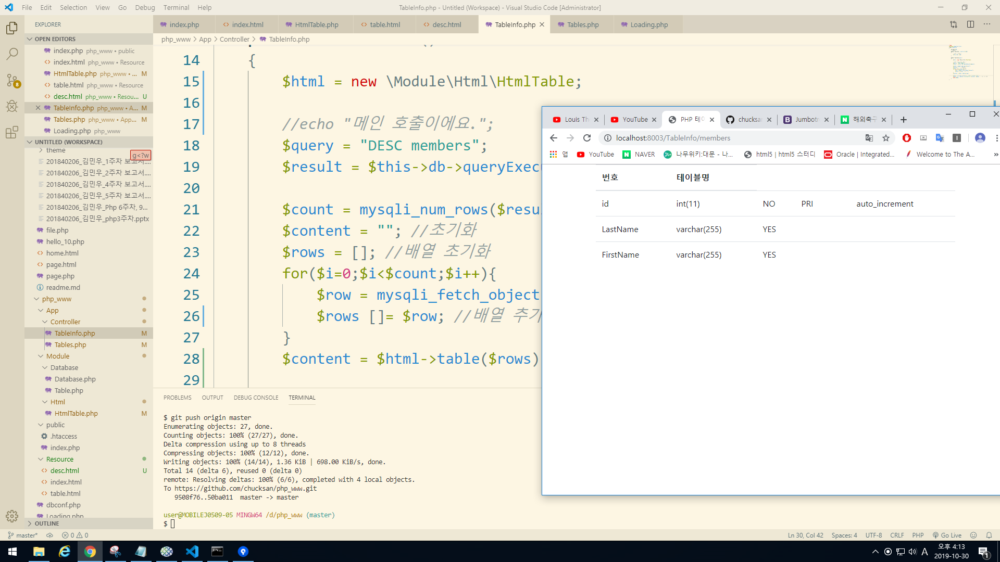 File Edit Selection View Go Debug Terminal Help
TableInfo.php - Untitled (Workspace) - Visual Studio Code [Administrator]
EXPLORER
index.php index.html HtmlTable.php table.html desc.html TableInfo.php Tables.php Loading.php
OPEN EDITORS
php_www > App > Controller > TableInfo.php
index.php php_www • public
index.html php_www • Resource
HtmlTable.php php_www • ... M
table.html php_www • Resource
desc.html php_www • Resou... U
TableInfo.php php_www • A... M
Tables.php php_www • App... M
Loading.php php_www
UNTITLED (WORKSPACE)
theme
g<?w
201840206_김민우_1주차 보고서....
201840206_김민우_2주차 보고서....
201840206_김민우_4주차 보고서....
201840206_김민우_5주차 보고서....
201840206_김민우_Php 6주차, 9...
201840206_김민우_php3주차.pptx
file.php
hello_10.php
home.html
page.html
page.php
readme.md
php_www
App
Controller
TableInfo.php M
Tables.php M
Module
Database
Database.php
Table.php
Html
HtmlTable.php M
public
.htaccess
index.php
Resource
desc.html U
index.html
table.html
dbconf.php
Loading.php
OUTLINE
8
14 {
15 $html = new \Module\Html\HtmlTable;
16
17 //echo "메인 호출이에요.";
18 $query = "DESC members";
19 $result = $this->db->queryExecu
20
21 $count = mysqli_num_rows($resul
22 $content = ""; //초기화
23 $rows = []; //배열 초기화
24 for($i=0;$i<$count;$i++){
25 $row = mysqli_fetch_object
26 $rows []= $row; //배열 추가
27 }
28 $content = $html->table($rows)
29
PROBLEMS OUTPUT DEBUG CONSOLE TERMINAL
$ git push origin master
Enumerating objects: 27, done.
Counting objects: 100% (27/27), done.
Delta compression using up to 8 threads
Compressing objects: 100% (12/12), done.
Writing objects: 100% (14/14), 1.36 KiB | 698.00 KiB/s, done.
Total 14 (delta 6), reused 0 (delta 0)
remote: Resolving deltas: 100% (6/6), completed with 4 local objects.
To https://github.com/chucksan/php_www.git
9508f76..50ba011 master -> master
user@MOBILEJ0509-05 MINGW64 /d/php_www (master)
$
Louis Th YouTube PHP 테이 chucksa Jumbotr 해외축구
localhost:8003/TableInfo/members
앱 YouTube NAVER 나무위키:대문 - 나... html5 | html5 스터디 Oracle | Integrated... Welcome to The A... »
번호 테이블명
id int(11) NO PRI auto_increment
LastName varchar(255) YES
FirstName varchar(255) YES
master* 0 0
Ln 30, Col 42 Spaces: 4 UTF-8 CRLF PHP Go Live
A 오후 4:13
2019-10-30
1